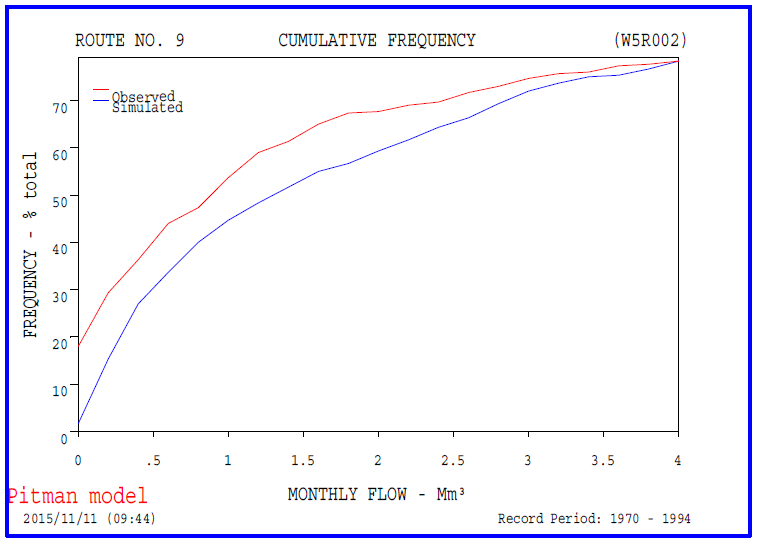 ROUTE NO. 9 CUMULATIVE FREQUENCY (W5R002)
Observed
Simulated
70
60
50
40
30
20
10
0
FREQUENCY - % total
0 .5 1 1.5 2 2.5 3 3.5 4
Pitman model MONTHLY FLOW - Mm³
2015/11/11 (09:44) Record Period: 1970 - 1994